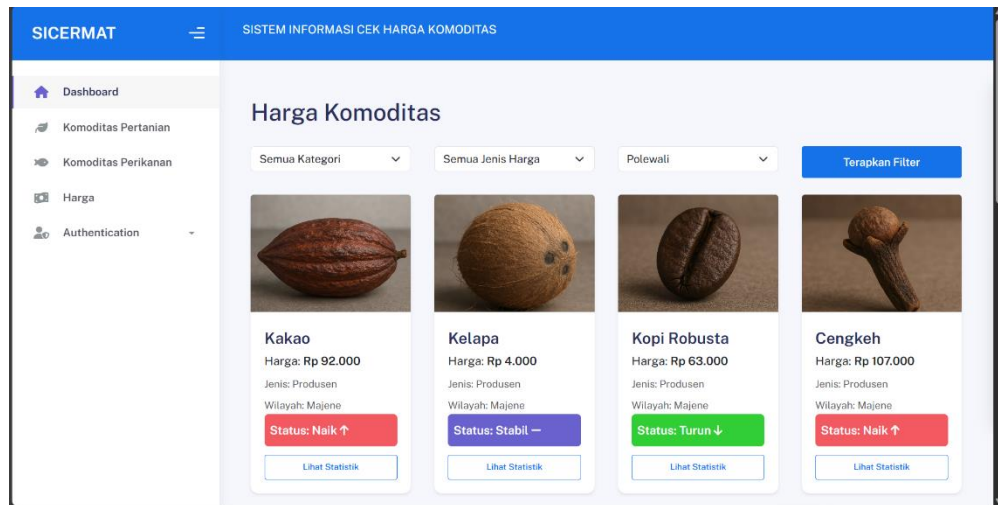 SICERMAT
SISTEM INFORMASI CEK HARGA KOMODITAS
Dashboard
Komoditas Pertanian
Komoditas Perikanan
Harga
Authentication
Harga Komoditas
Semua Kategori
Semua Jenis Harga
Polewali
Terapkan Filter
Kakao
Harga: Rp 92.000
Jenis: Produsen
Wilayah: Majene
Status: Naik ↑
Lihat Statistik
Kelapa
Harga: Rp 4.000
Jenis: Produsen
Wilayah: Majene
Status: Stabil —
Lihat Statistik
Kopi Robusta
Harga: Rp 63.000
Jenis: Produsen
Wilayah: Majene
Status: Turun ↓
Lihat Statistik
Cengkeh
Harga: Rp 107.000
Jenis: Produsen
Wilayah: Majene
Status: Naik ↑
Lihat Statistik